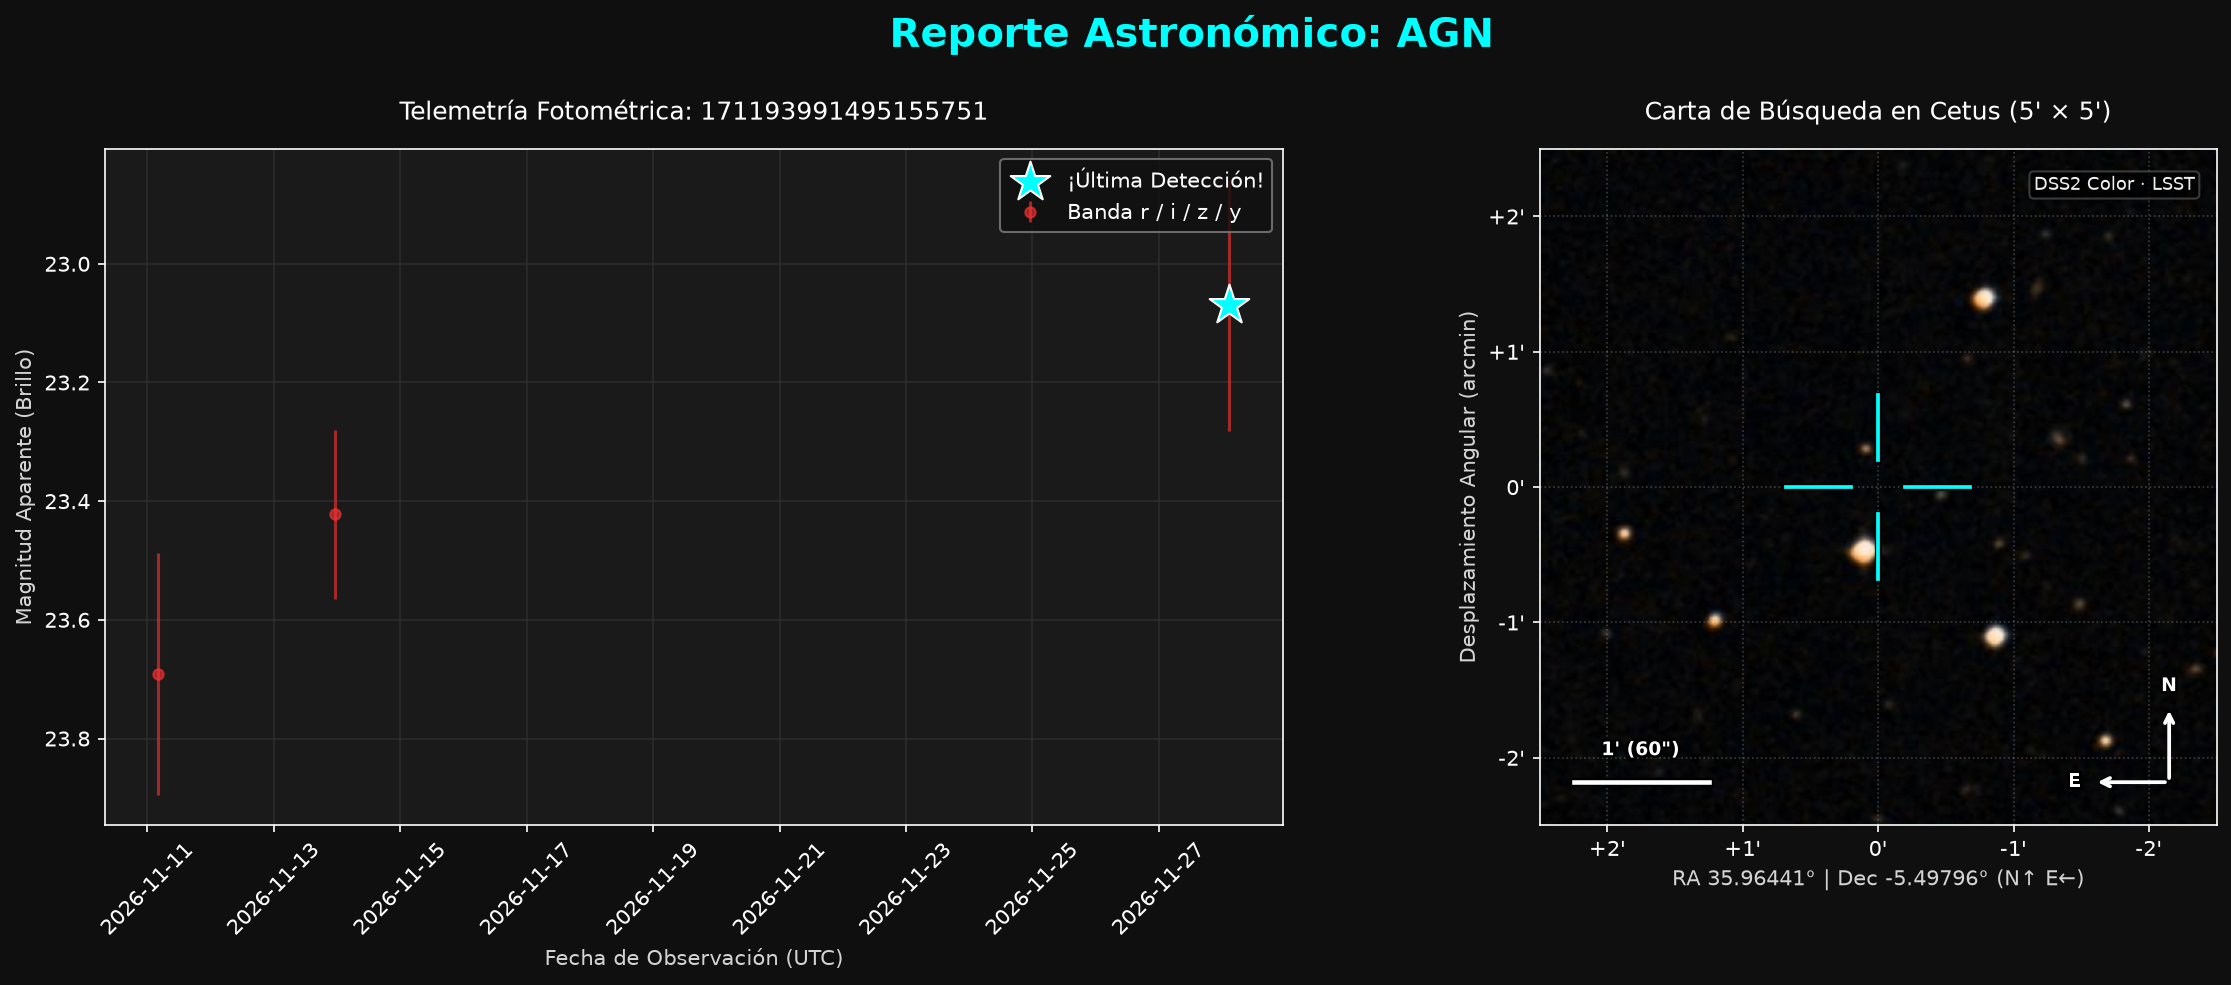 Reporte Astronómico: AGN
Telemetría Fotométrica: 171193991495155751
¡Última Detección!
Banda r / i / z / y
Magnitud Aparente (Brillo)
23.0
23.2
23.4
23.6
23.8
2026-11-11
2026-11-13
2026-11-15
2026-11-17
2026-11-19
2026-11-21
2026-11-23
2026-11-25
2026-11-27
Fecha de Observación (UTC)
Carta de Búsqueda en Cetus (5' × 5')
DSS2 Color · LSST
Desplazamiento Angular (arcmin)
+2'
+1'
0'
-1'
-2'
N
E
1' (60")
+2'
+1'
0'
-1'
-2'
RA 35.96441° | Dec -5.49796° (N↑ E←)